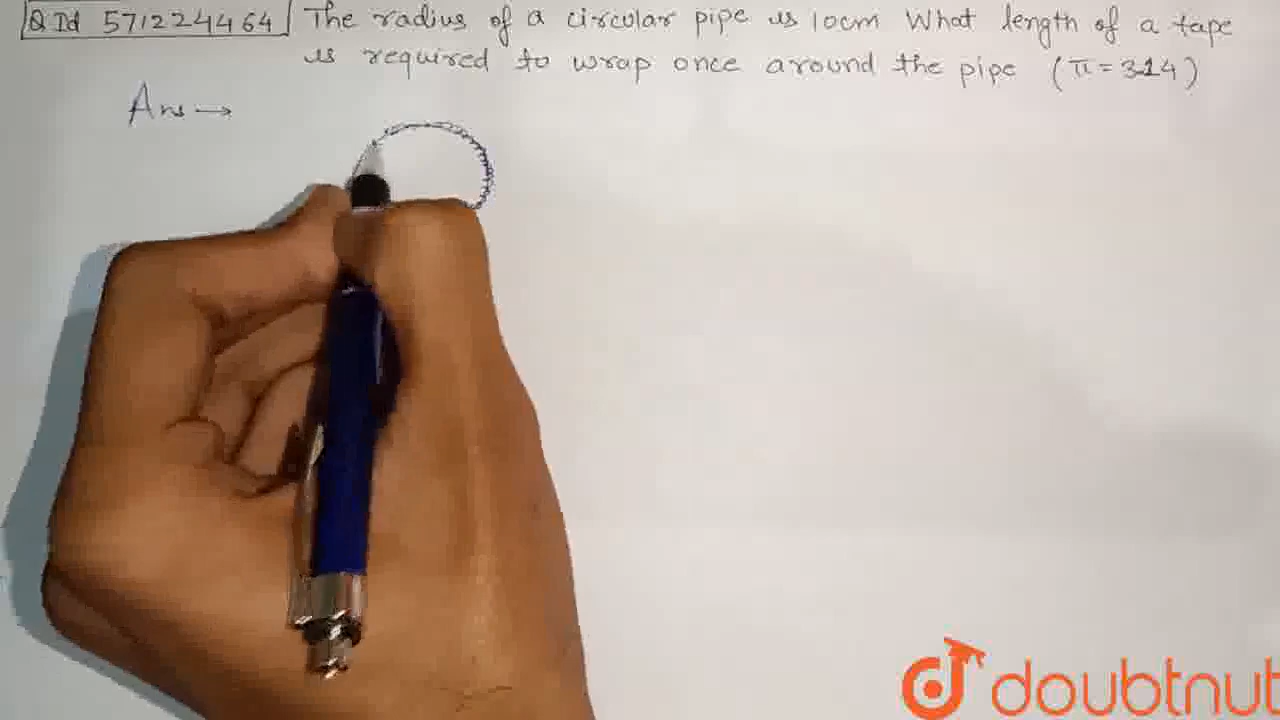 Q Id 571224464 The radius of a circular pipe is 10cm What length of a tape
is required to wrap once around the pipe (π = 3.14)
Ans →
doubtnut